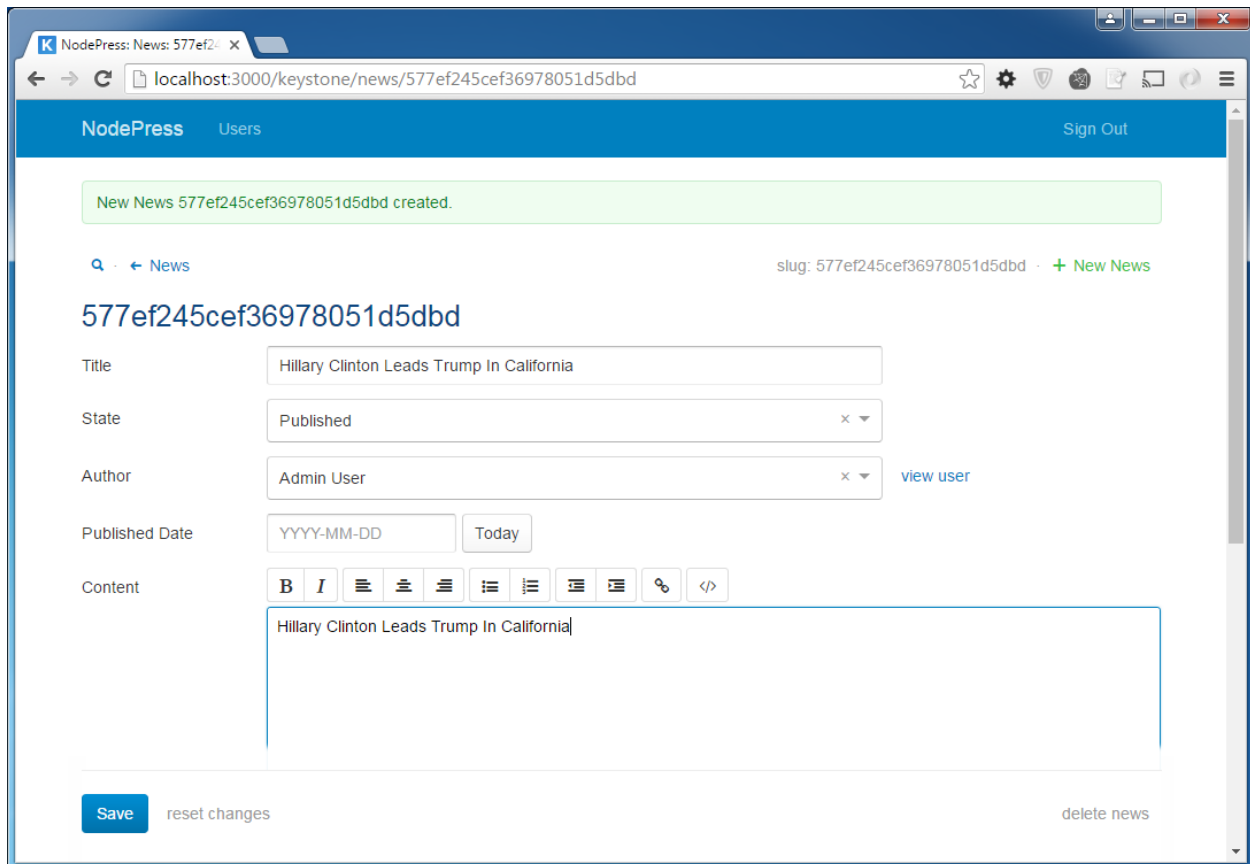 NodePress: News: 577ef24
localhost:3000/keystone/news/577ef245cef36978051d5dbd
NodePress Users Sign Out
New News 577ef245cef36978051d5dbd created.
← News slug: 577ef245cef36978051d5dbd · + New News
577ef245cef36978051d5dbd
Title Hillary Clinton Leads Trump In California
State Published
Author Admin User view user
Published Date YYYY-MM-DD Today
Content B I </>
Hillary Clinton Leads Trump In California
Save reset changes delete news